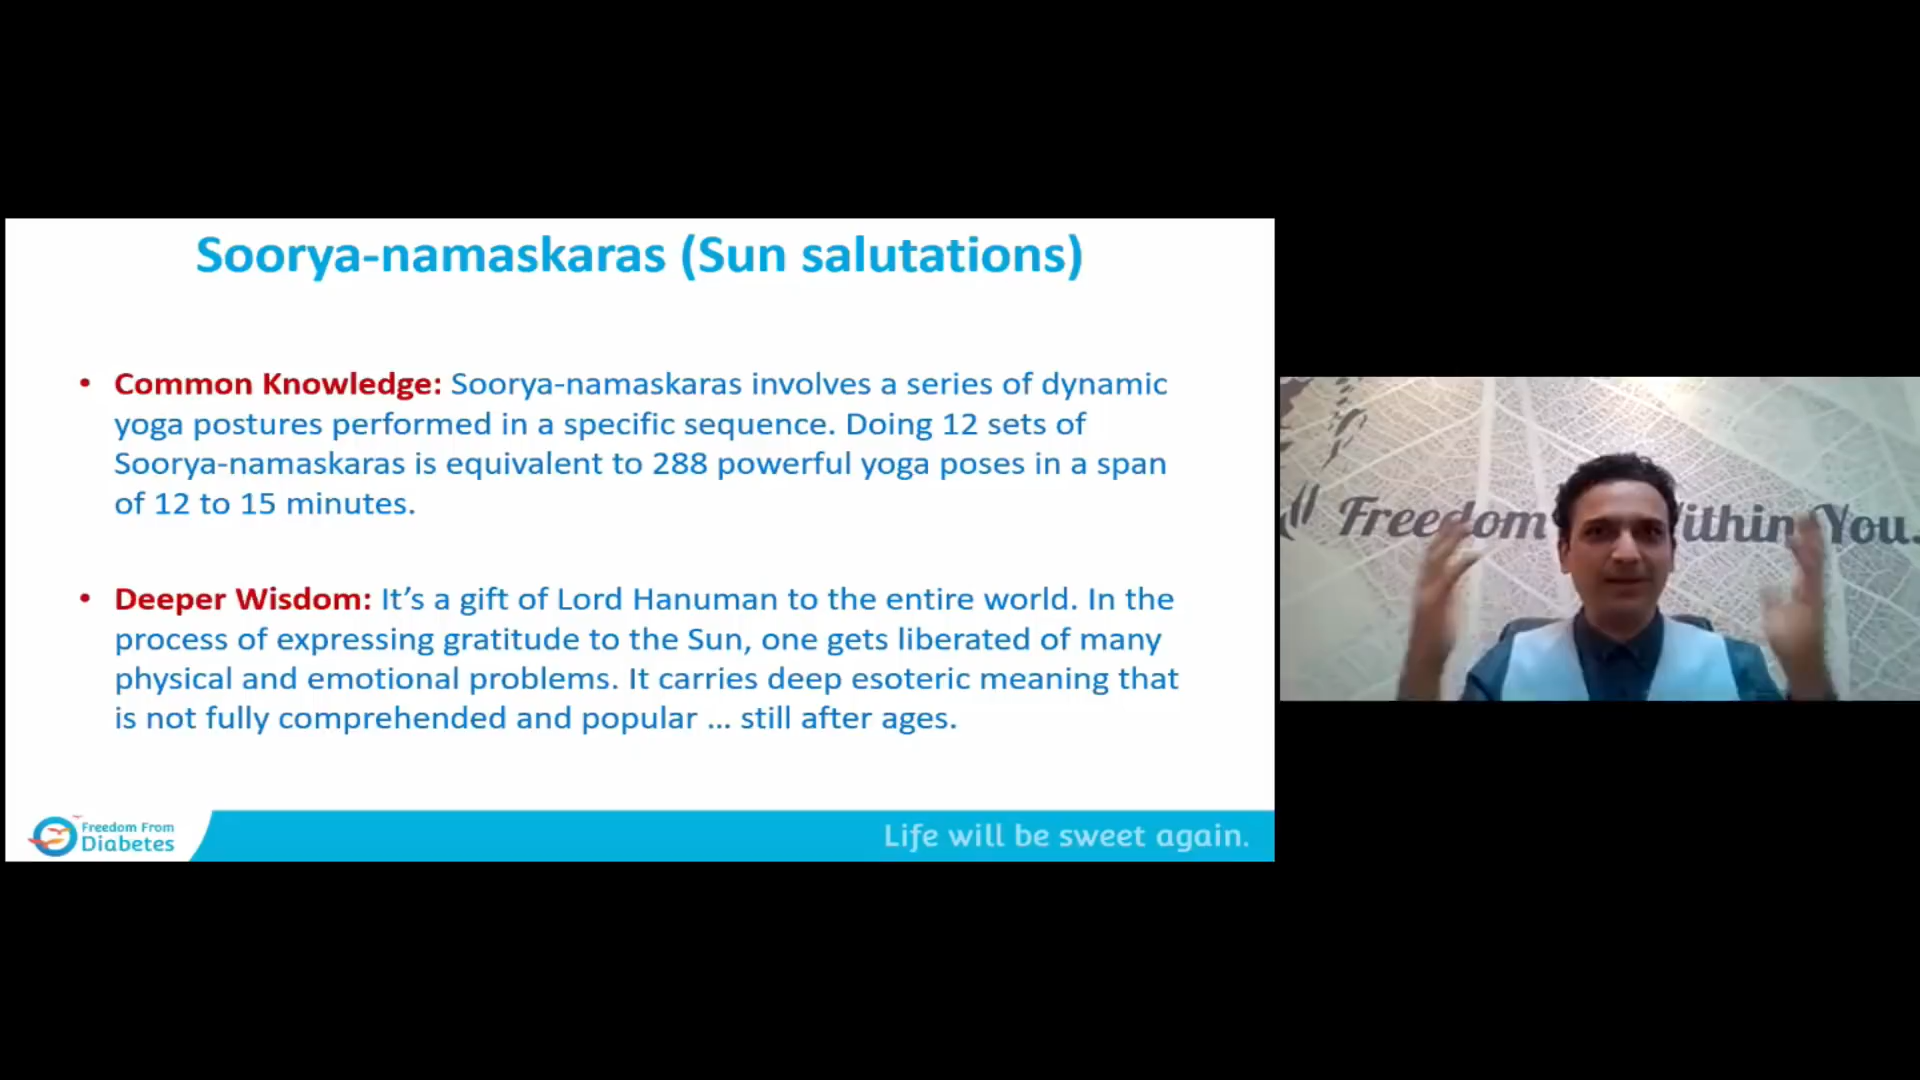 Soorya-namaskaras (Sun salutations)
• Common Knowledge: Soorya-namaskaras involves a series of dynamic
yoga postures performed in a specific sequence. Doing 12 sets of
Soorya-namaskaras is equivalent to 288 powerful yoga poses in a span
of 12 to 15 minutes.
• Deeper Wisdom: It’s a gift of Lord Hanuman to the entire world. In the
process of expressing gratitude to the Sun, one gets liberated of many
physical and emotional problems. It carries deep esoteric meaning that
is not fully comprehended and popular ... still after ages.
Freedom From
Diabetes
Life will be sweet again.
Freedom ithin You.